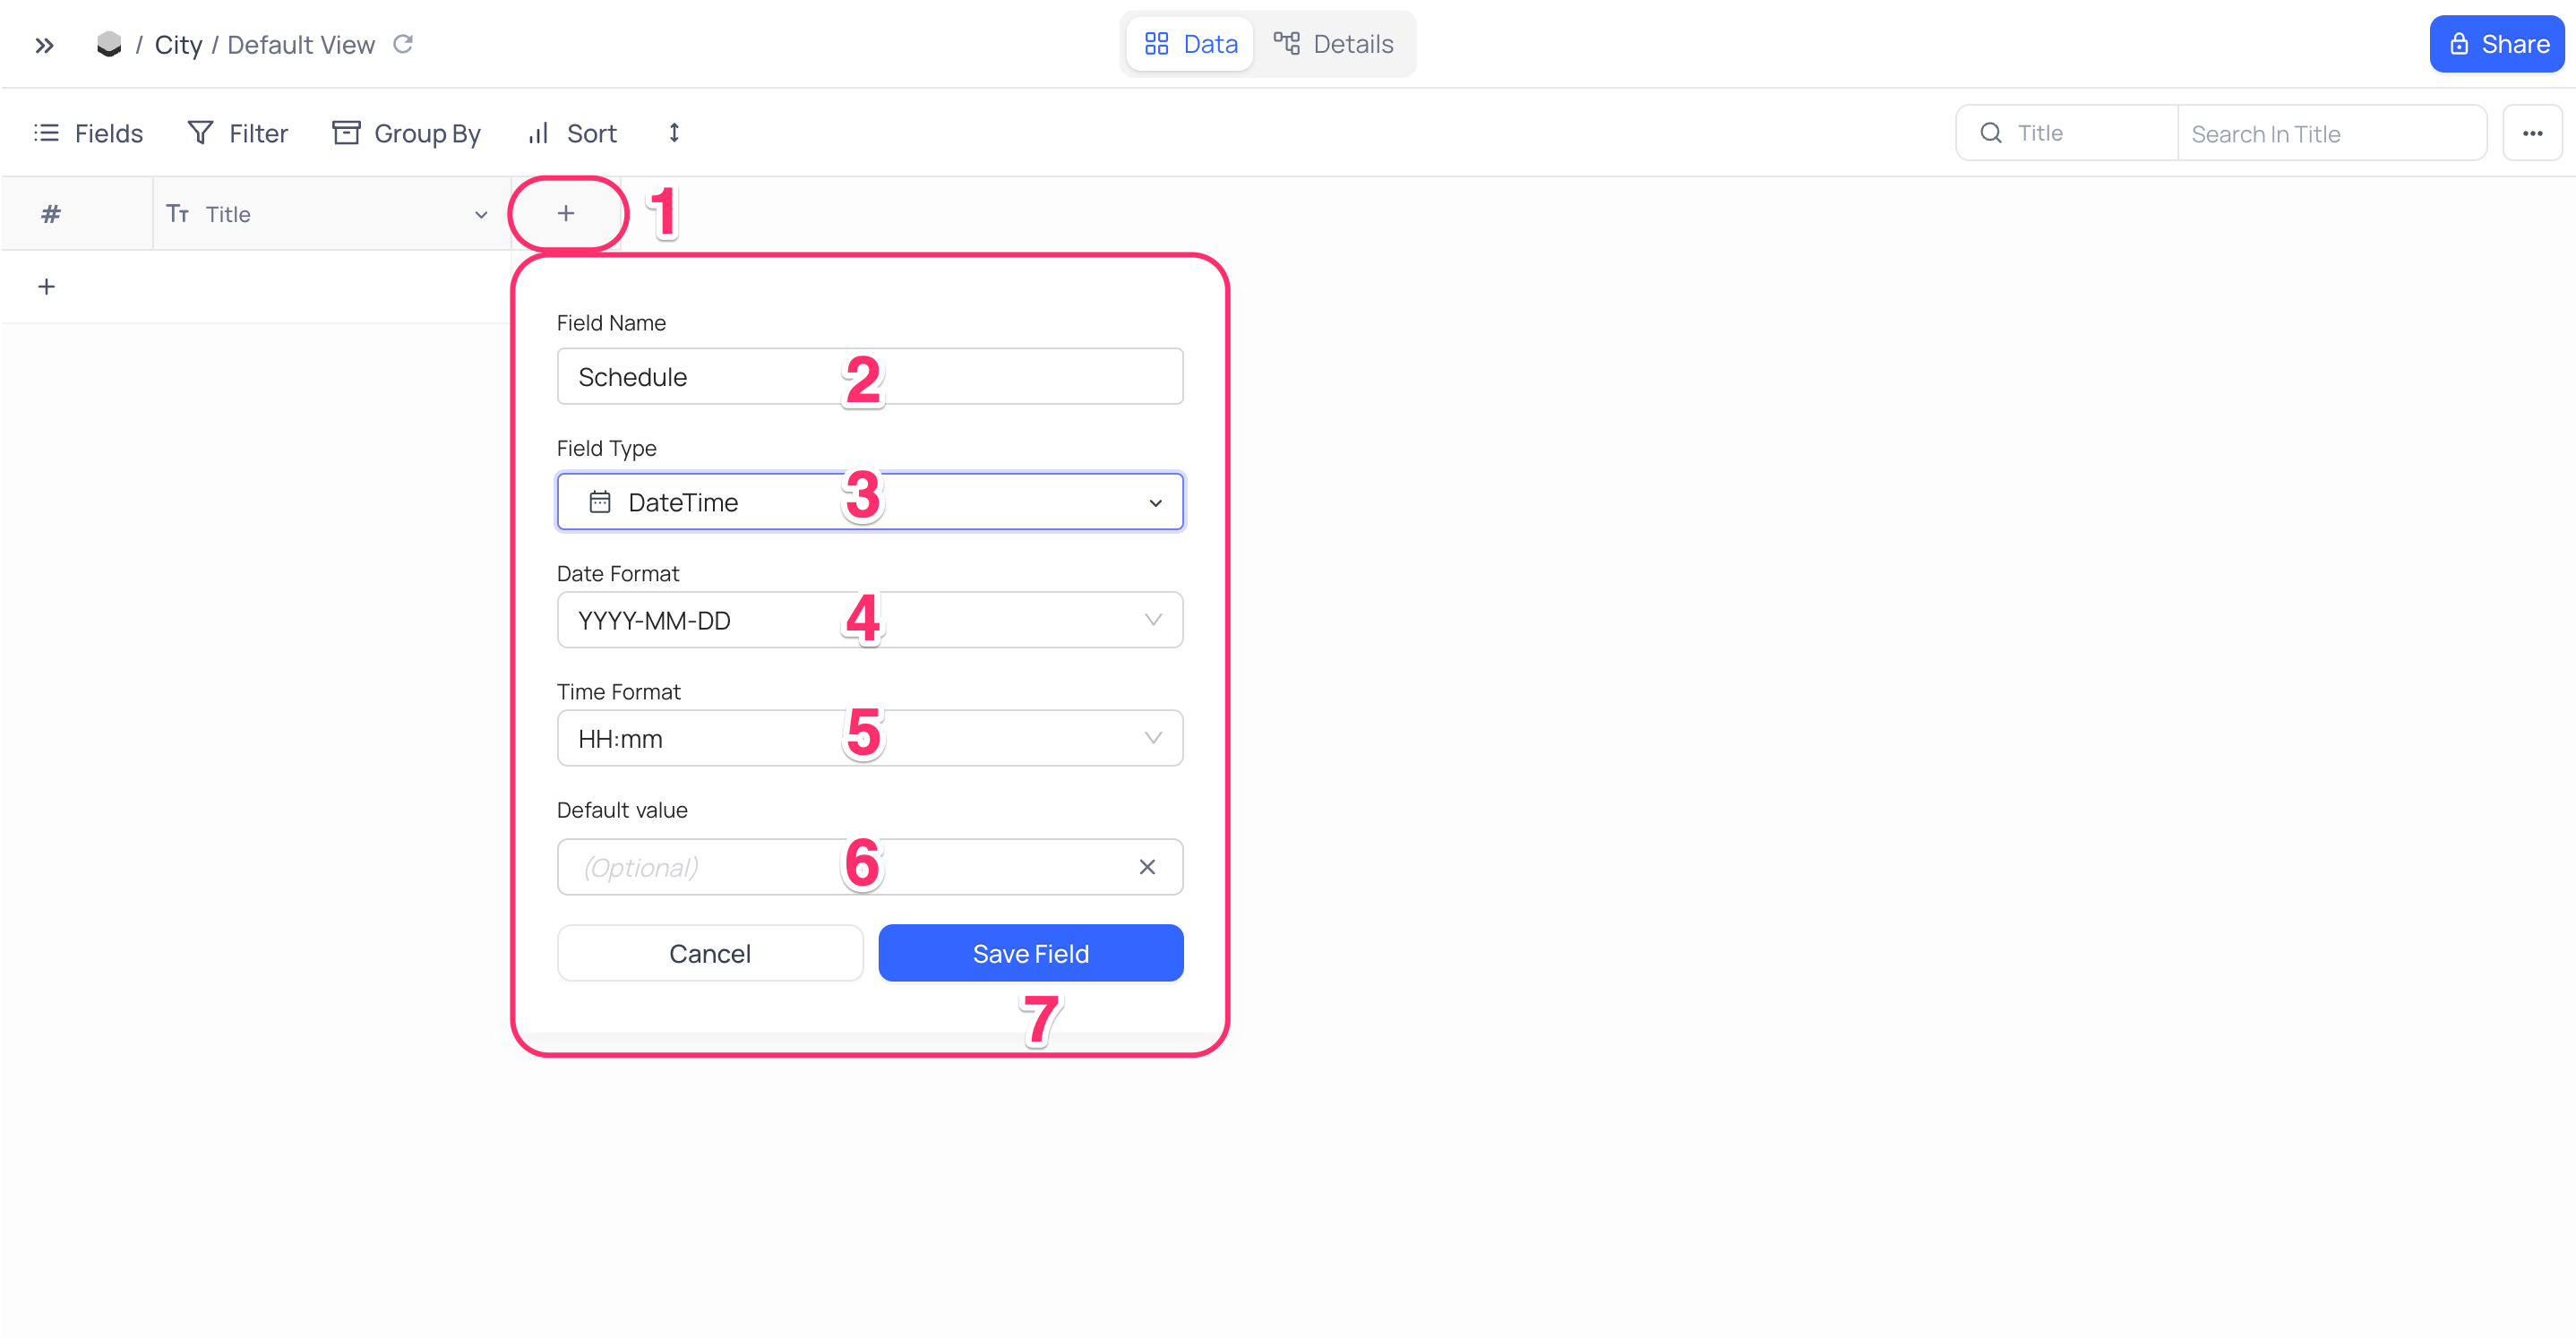 / City / Default View
Data
Details
Share
Fields
Filter
Group By
Sort
Title
Search In Title
...
#
Tт Title
+
1
+
Field Name
Schedule
2
Field Type
DateTime
3
Date Format
YYYY-MM-DD
4
Time Format
HH:mm
5
Default value
(Optional)
6
Cancel
Save Field
7